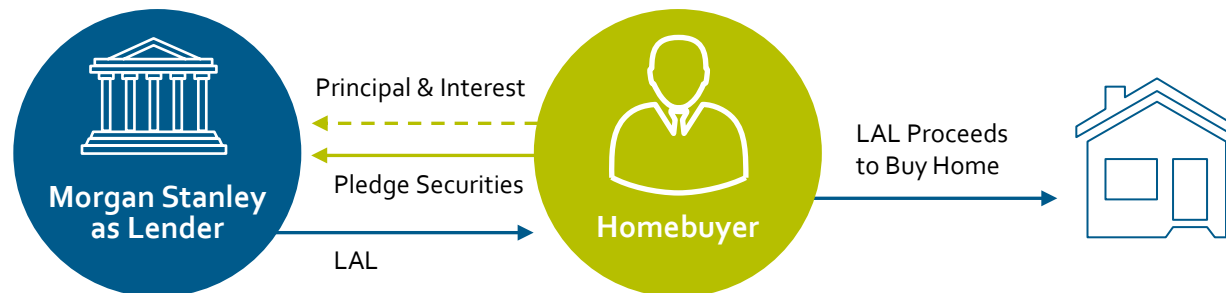 Principal & Interest
Pledge Securities
LAL
Morgan Stanley
as Lender
Homebuyer
LAL Proceeds
to Buy Home